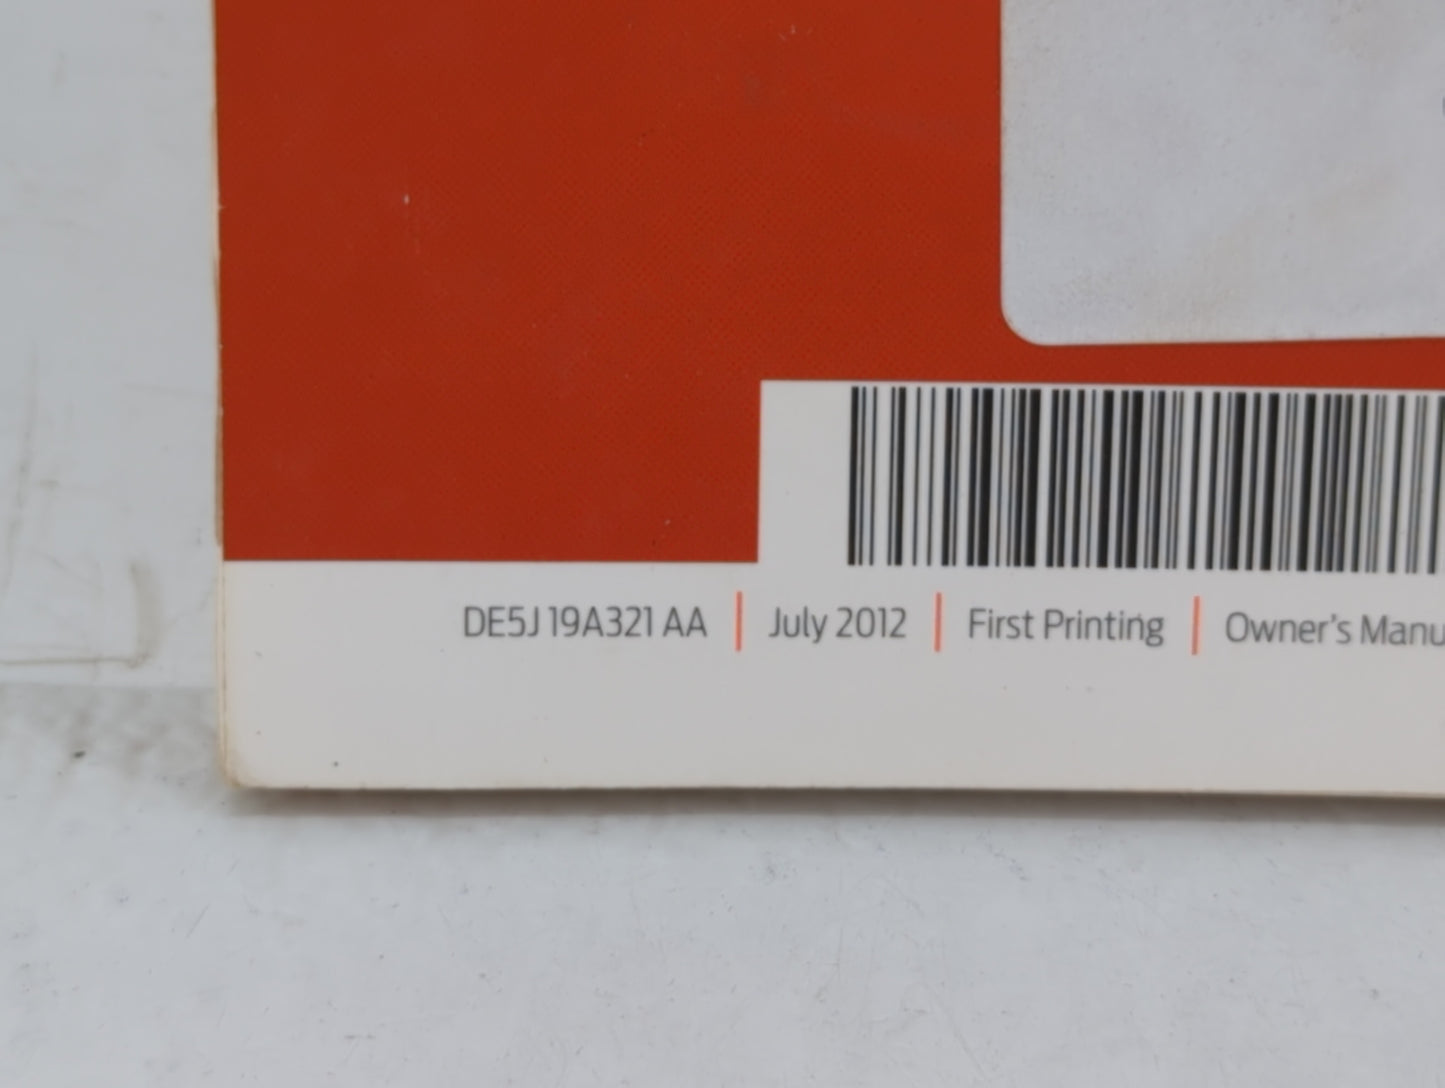 DE5J 19A321 AA | July 2012 | First Printing | Owner's Manu